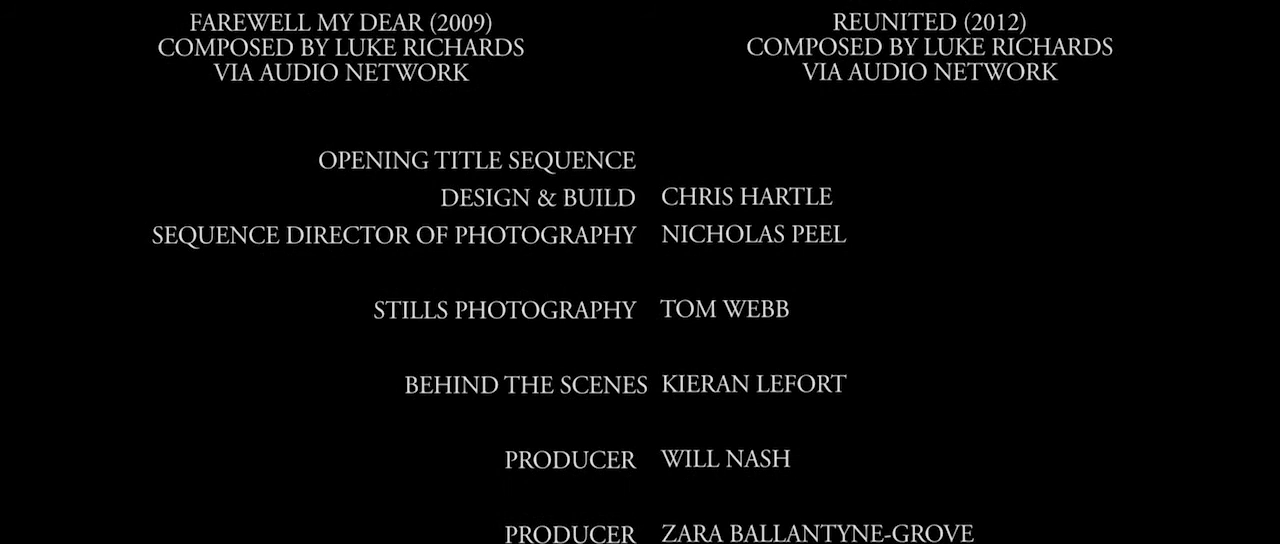 FAREWELL MY DEAR (2009)
COMPOSED BY LUKE RICHARDS
VIA AUDIO NETWORK
REUNITED (2012)
COMPOSED BY LUKE RICHARDS
VIA AUDIO NETWORK
OPENING TITLE SEQUENCE
DESIGN & BUILD CHRIS HARTLE
SEQUENCE DIRECTOR OF PHOTOGRAPHY NICHOLAS PEEL
STILLS PHOTOGRAPHY TOM WEBB
BEHIND THE SCENES KIERAN LEFORT
PRODUCER WILL NASH
PRODUCER ZARA BALLANTYNE-GROVE